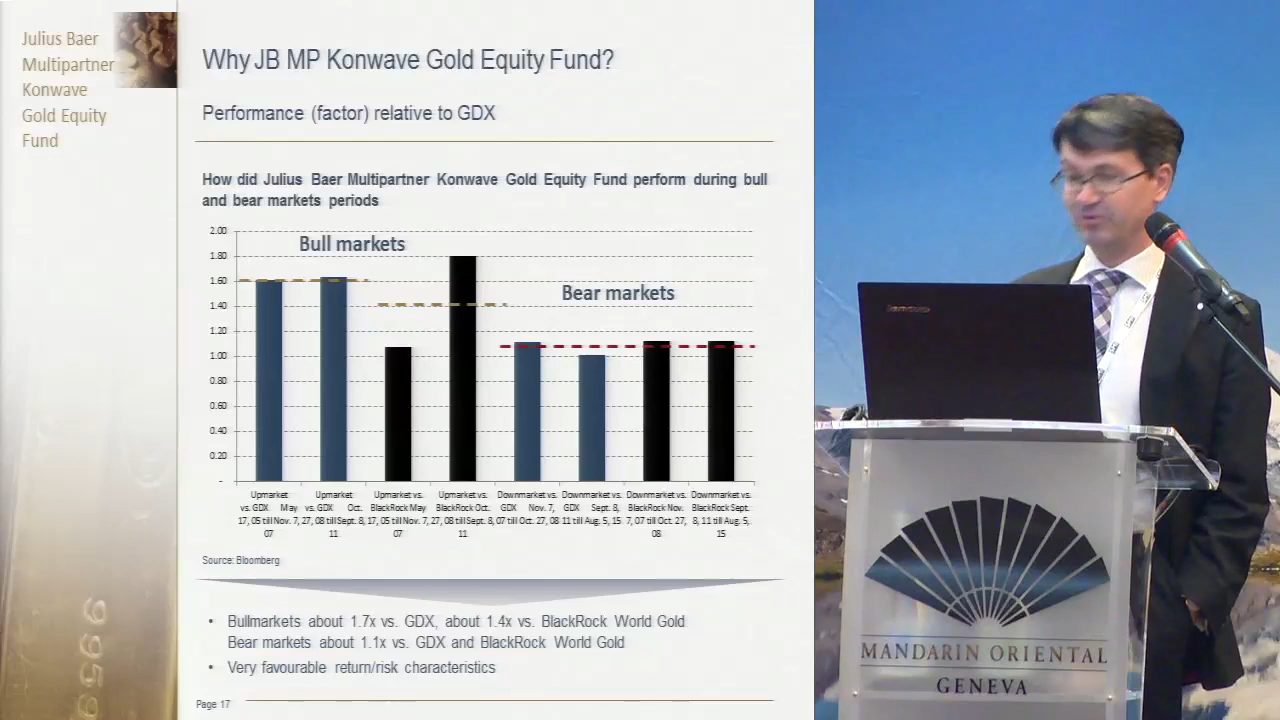 Julius Baer
Multipartner
Konwave
Gold Equity
Fund
Why JB MP Konwave Gold Equity Fund?
Performance (factor) relative to GDX
How did Julius Baer Multipartner Konwave Gold Equity Fund perform during bull
and bear markets periods
2.00
1.80
1.60
1.40
1.20
1.00
0.80
0.60
0.40
0.20
-
Bull markets
Bear markets
Upmarket
vs. GDX May
17, 05 till Nov. 7,
07
Upmarket
vs. GDX Oct.
27, 08 till Sept. 8,
11
Upmarket vs.
BlackRock May
17, 05 till Nov. 7,
07
Upmarket vs.
BlackRock Oct.
27, 08 till Sept. 8,
11
Downmarket vs.
GDX Nov. 7,
07 till Oct. 27, 08
Downmarket vs.
GDX Sept. 8,
11 till Aug. 5, 15
Downmarket vs.
BlackRock Nov.
7, 07 till Oct. 27,
08
Downmarket vs.
BlackRock Sept.
8, 11 till Aug. 5,
15
Source: Bloomberg
• Bullmarkets about 1.7x vs. GDX, about 1.4x vs. BlackRock World Gold
Bear markets about 1.1x vs. GDX and BlackRock World Gold
• Very favourable return/risk characteristics
Page 17
MANDARIN ORIENTAL
GENEVA